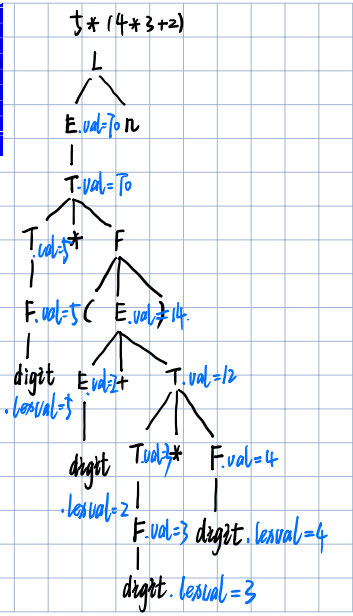 5*(4*3+2)
L
E.val=70 n
T.val=70
T.val=5 * F
F.val=5 ( E.val=14 )
digit E.val=2 + T.val=12
.lexval=5
digit T.val=3 * F.val=4
.lexval=2
F.val=3 digit.lexval=4
digit.lexval=3